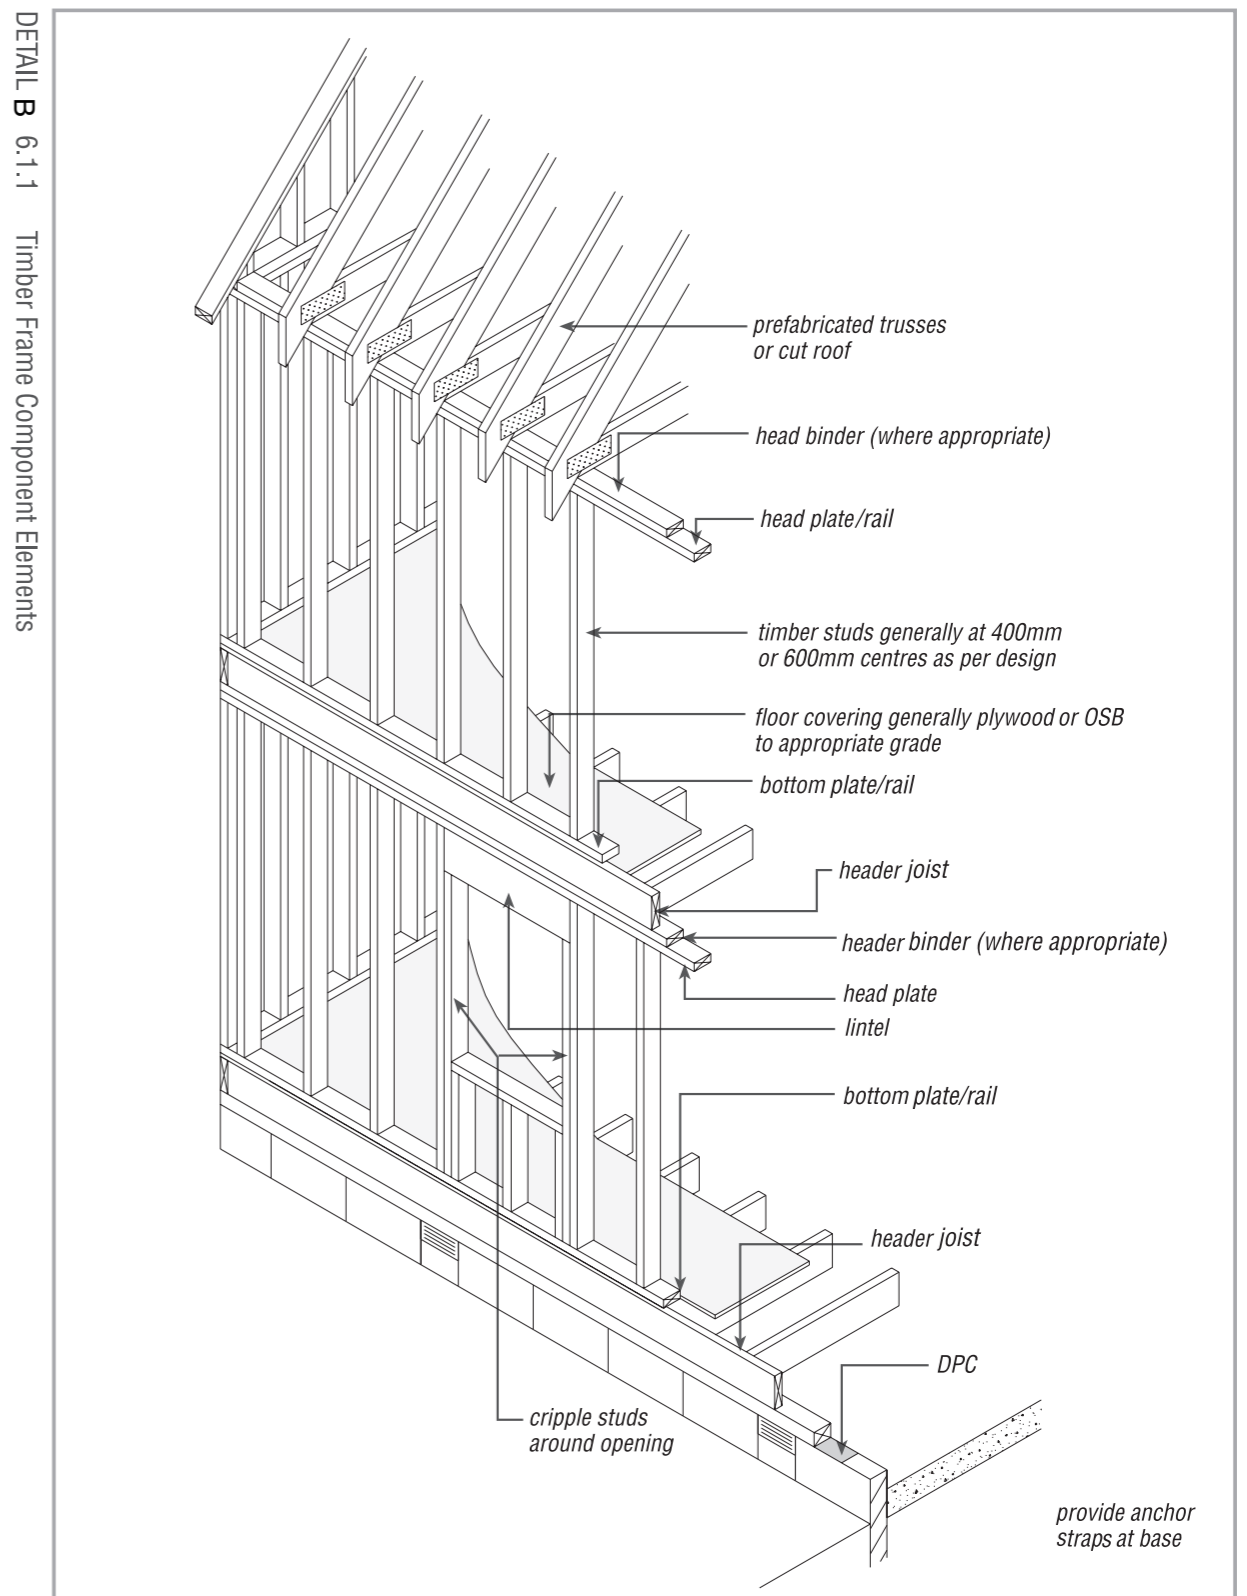 DETAIL B 6.1.1 Timber Frame Component Elements
prefabricated trusses
or cut roof
head binder (where appropriate)
head plate/rail
timber studs generally at 400mm
or 600mm centres as per design
floor covering generally plywood or OSB
to appropriate grade
bottom plate/rail
header joist
header binder (where appropriate)
head plate
lintel
bottom plate/rail
header joist
DPC
cripple studs
around opening
provide anchor
straps at base